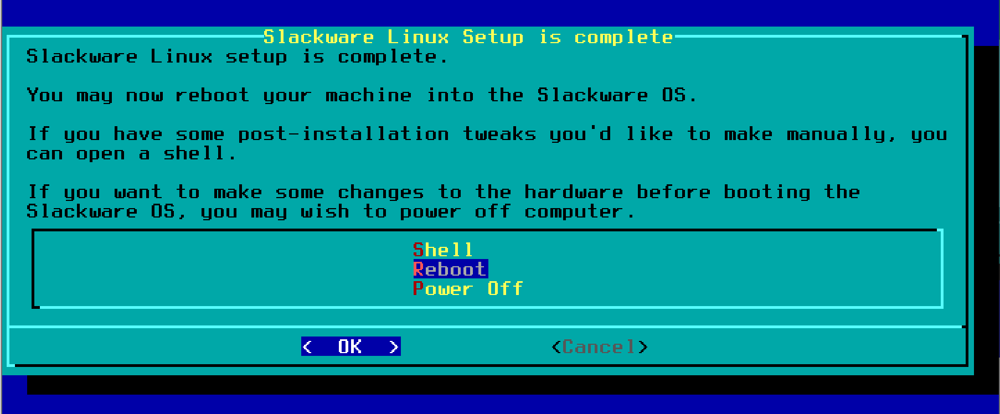 Slackware Linux Setup is complete
Slackware Linux setup is complete.
You may now reboot your machine into the Slackware OS.
If you have some post-installation tweaks you'd like to make manually, you
can open a shell.
If you want to make some changes to the hardware before booting the
Slackware OS, you may wish to power off computer.
Shell
Reboot
Power Off
<  OK  > <Cancel>